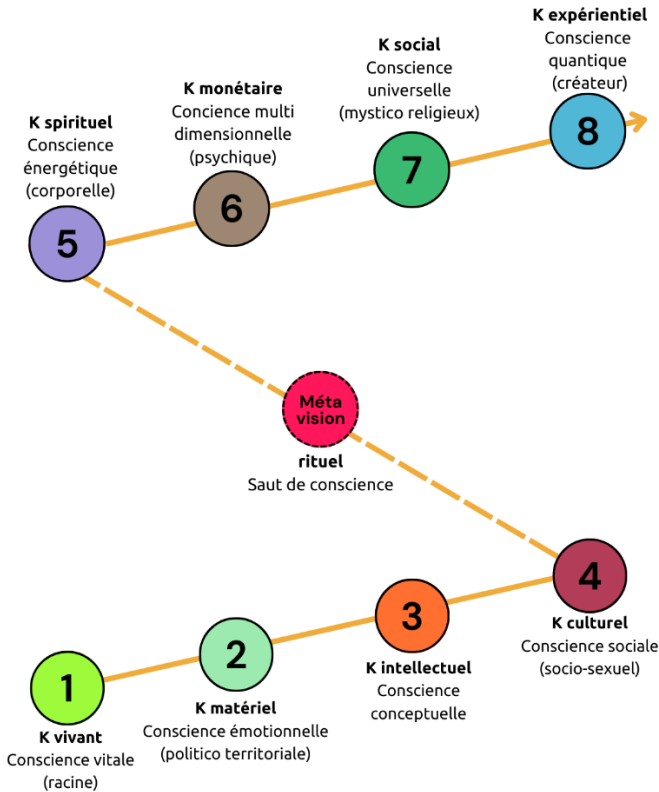 K expérientiel
Conscience
quantique
(créateur)
8
K social
Conscience
universelle
(mystico religieux)
7
K monétaire
Concience multi
dimensionnelle
(psychique)
6
K spirituel
Conscience
énergétique
(corporelle)
5
Méta
vision
rituel
Saut de conscience
4
K culturel
Conscience sociale
(socio-sexuel)
3
K intellectuel
Conscience
conceptuelle
2
K matériel
Conscience émotionnelle
(politico territoriale)
1
K vivant
Conscience vitale
(racine)